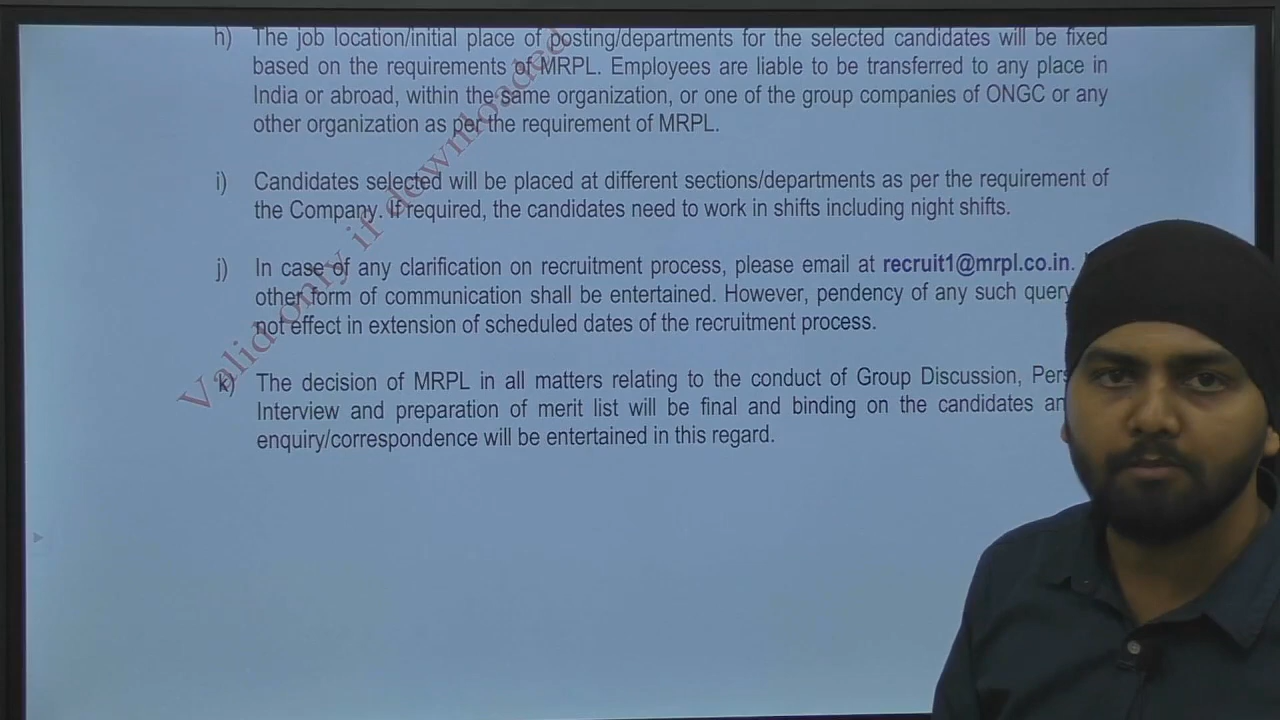 h) The job location/initial place of posting/departments for the selected candidates will be fixed
based on the requirements of MRPL. Employees are liable to be transferred to any place in
India or abroad, within the same organization, or one of the group companies of ONGC or any
other organization as per the requirement of MRPL.
i) Candidates selected will be placed at different sections/departments as per the requirement of
the Company. If required, the candidates need to work in shifts including night shifts.
j) In case of any clarification on recruitment process, please email at recruit1@mrpl.co.in.
other form of communication shall be entertained. However, pendency of any such query
not effect in extension of scheduled dates of the recruitment process.
k) The decision of MRPL in all matters relating to the conduct of Group Discussion,
Interview and preparation of merit list will be final and binding on the candidates
enquiry/correspondence will be entertained in this regard.
Valid only if downloaded